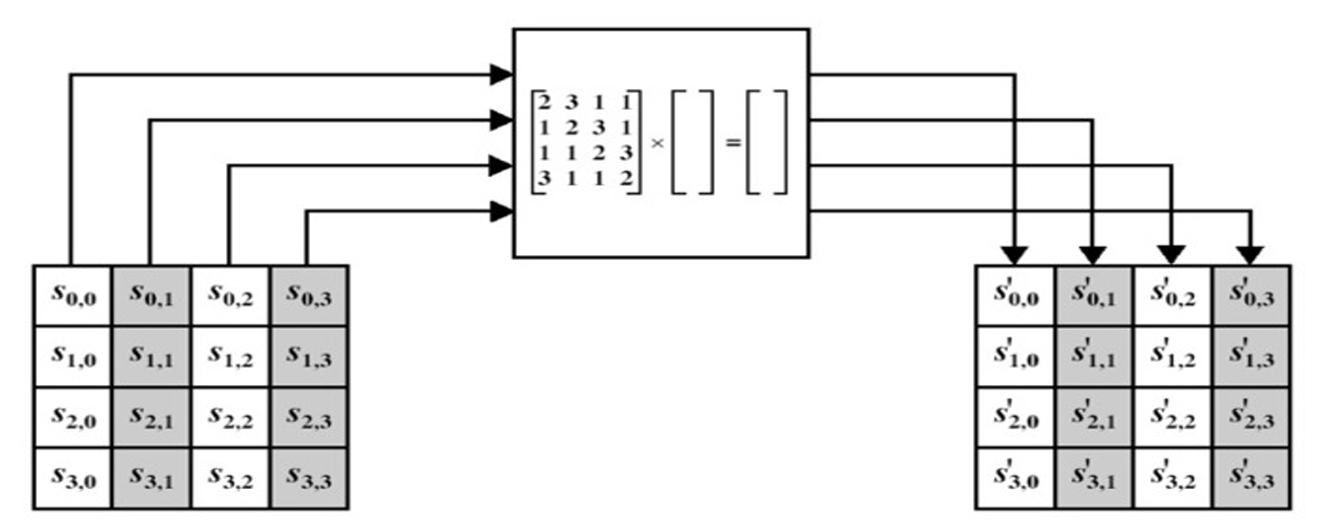 2 3 1 1
1 2 3 1
1 1 2 3
3 1 1 2
× =
s0,0 s0,1 s0,2 s0,3
s1,0 s1,1 s1,2 s1,3
s2,0 s2,1 s2,2 s2,3
s3,0 s3,1 s3,2 s3,3
s'0,0 s'0,1 s'0,2 s'0,3
s'1,0 s'1,1 s'1,2 s'1,3
s'2,0 s'2,1 s'2,2 s'2,3
s'3,0 s'3,1 s'3,2 s'3,3